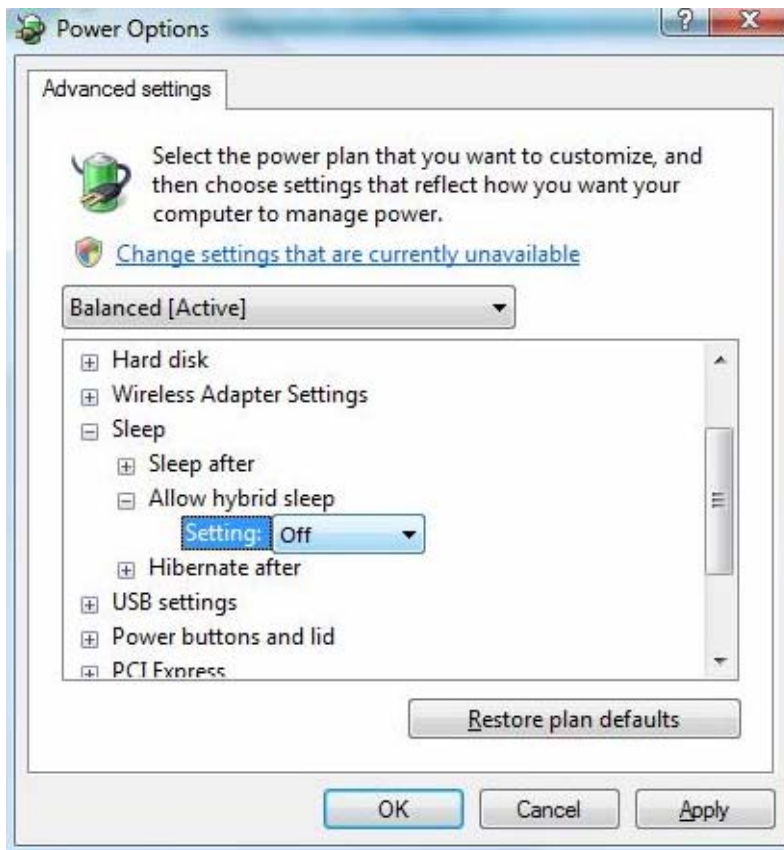 Power Options
Advanced settings
Select the power plan that you want to customize, and
then choose settings that reflect how you want your
computer to manage power.
Change settings that are currently unavailable
Balanced [Active]
Hard disk
Wireless Adapter Settings
Sleep
Sleep after
Allow hybrid sleep
Setting: Off
Hibernate after
USB settings
Power buttons and lid
PCI Express
Restore plan defaults
OK Cancel Apply